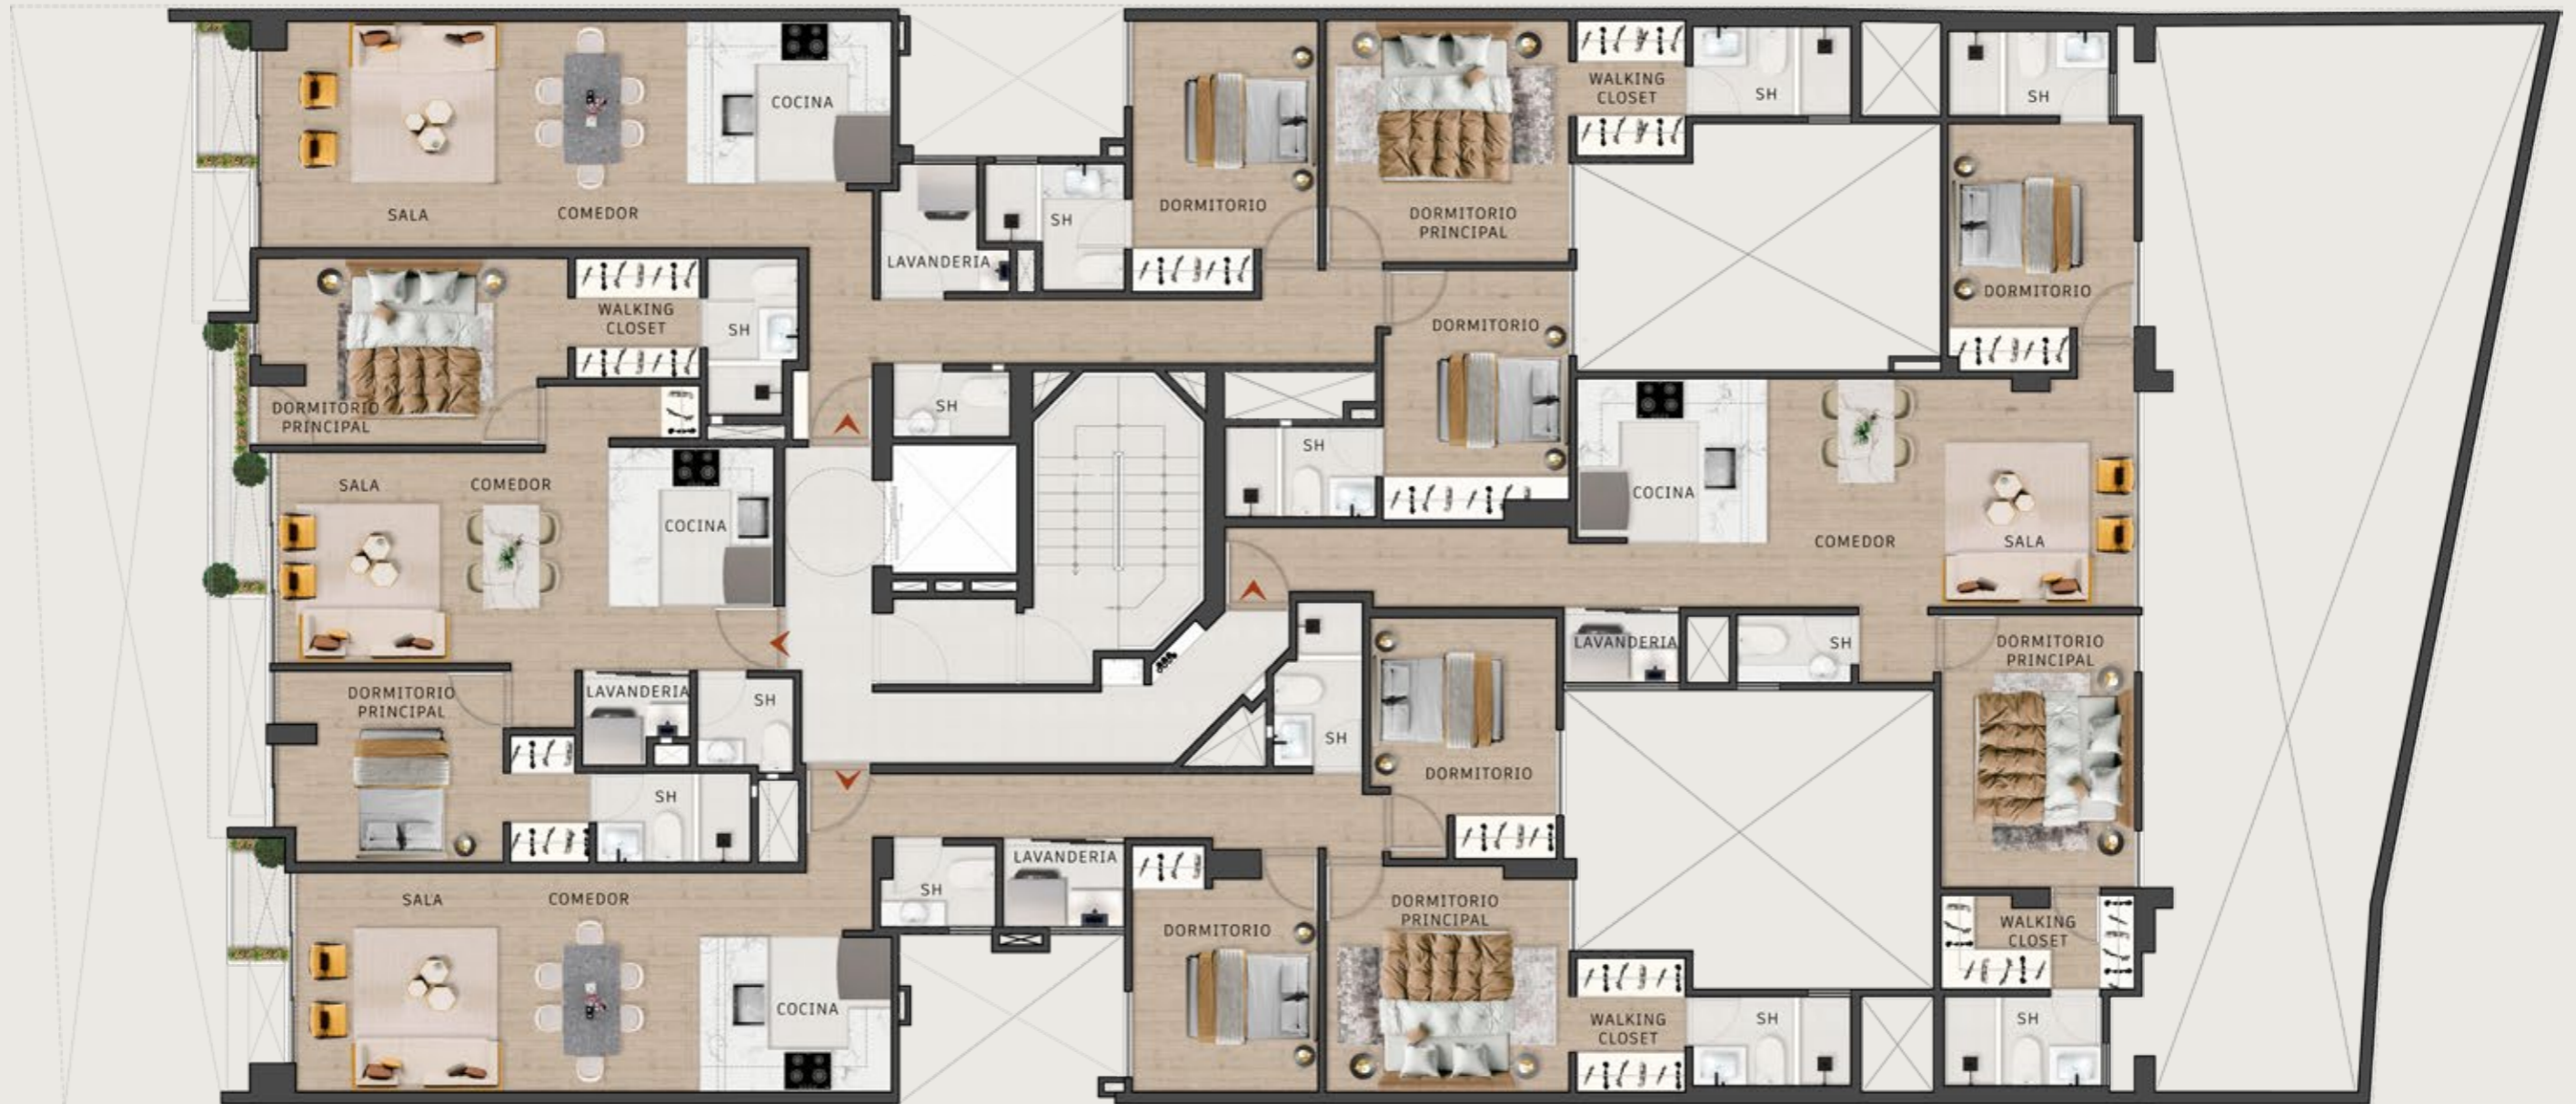 COCINA
SALA
COMEDOR
LAVANDERIA
SH
DORMITORIO
DORMITORIO
PRINCIPAL
WALKING
CLOSET
SH
SH
DORMITORIO
DORMITORIO
PRINCIPAL
WALKING
CLOSET
SH
SH
DORMITORIO
SH
SALA
COMEDOR
COCINA
COCINA
COMEDOR
SALA
DORMITORIO
PRINCIPAL
LAVANDERIA
SH
SH
SH
DORMITORIO
LAVANDERIA
SH
DORMITORIO
PRINCIPAL
SALA
COMEDOR
COCINA
SH
LAVANDERIA
DORMITORIO
DORMITORIO
PRINCIPAL
WALKING
CLOSET
SH
WALKING
CLOSET
SH